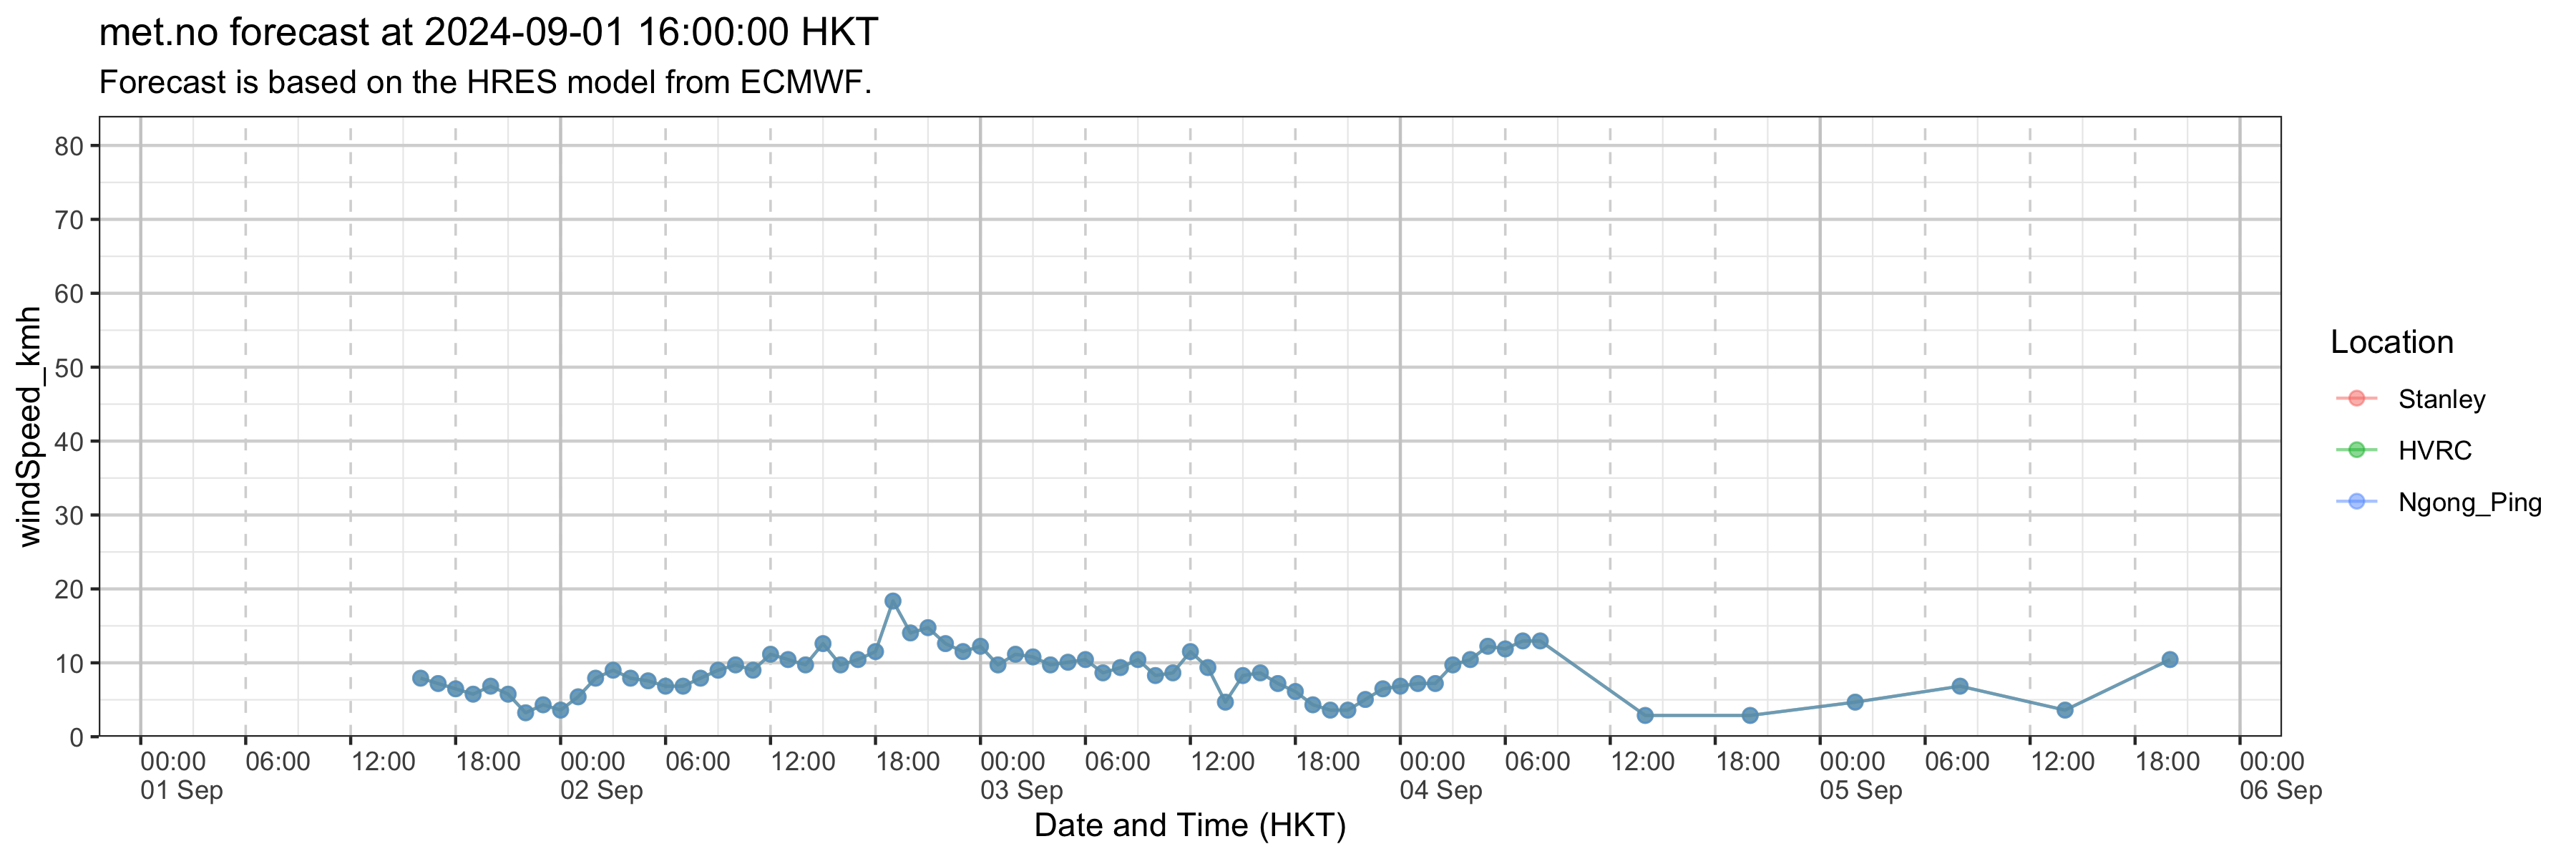 met.no forecast at 2024-09-01 16:00:00 HKT
Forecast is based on the HRES model from ECMWF.
windSpeed_kmh
80
70
60
50
40
30
20
10
0
00:00 06:00 12:00 18:00 00:00 06:00 12:00 18:00 00:00 06:00 12:00 18:00 00:00 06:00 12:00 18:00 00:00 06:00 12:00 18:00 00:00
01 Sep 02 Sep 03 Sep 04 Sep 05 Sep 06 Sep
Date and Time (HKT)
Location
Stanley
HVRC
Ngong_Ping